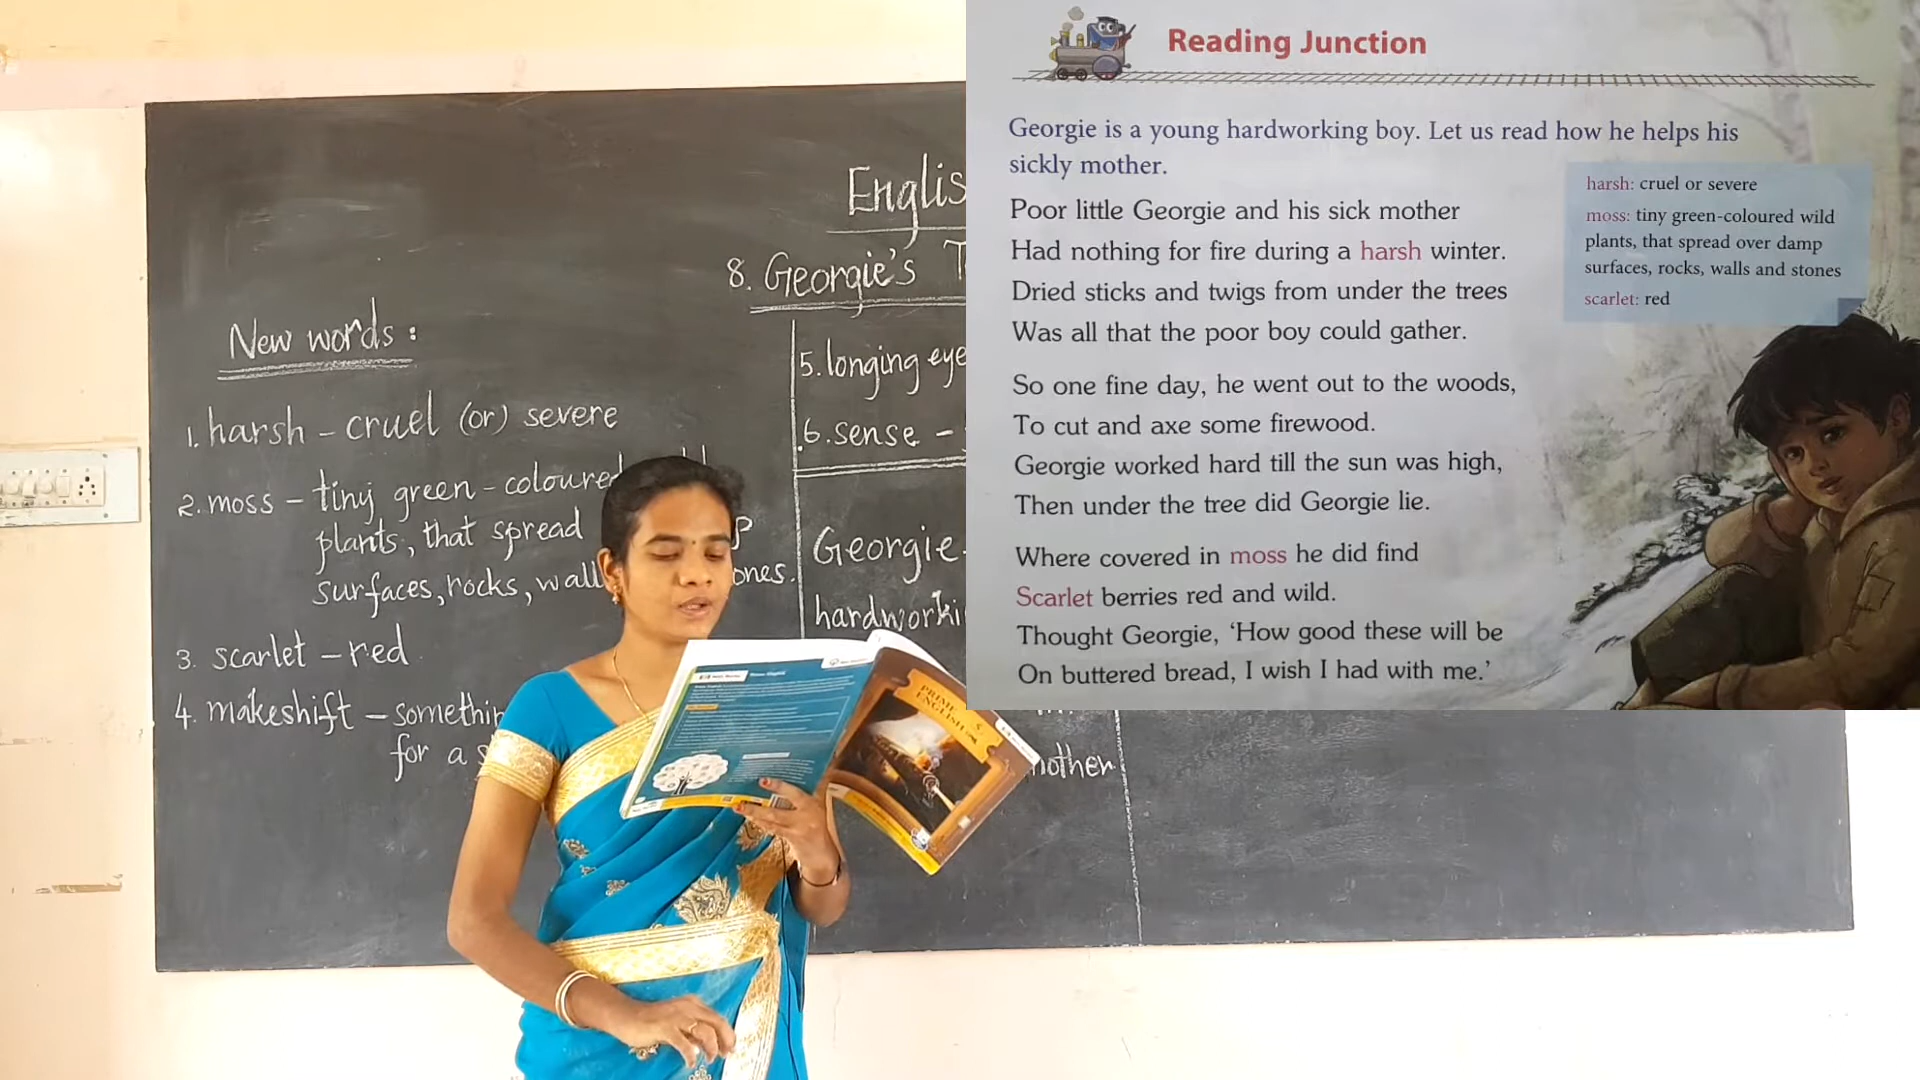 English
8. Georgie's T
New words :
1. harsh – cruel (or) severe
2. moss – tiny green-coloured
plants, that spread
surfaces, rocks, wall ones.
3. scarlet – red
4. makeshift – somethin
for a s
5. longing eye
6. sense –
Georgie
hardworki
mother
PRIME
ENGLISH
Reading Junction
Georgie is a young hardworking boy. Let us read how he helps his
sickly mother.
Poor little Georgie and his sick mother
Had nothing for fire during a harsh winter.
Dried sticks and twigs from under the trees
Was all that the poor boy could gather.
So one fine day, he went out to the woods,
To cut and axe some firewood.
Georgie worked hard till the sun was high,
Then under the tree did Georgie lie.
Where covered in moss he did find
Scarlet berries red and wild.
Thought Georgie, ‘How good these will be
On buttered bread, I wish I had with me.’
harsh: cruel or severe
moss: tiny green-coloured wild
plants, that spread over damp
surfaces, rocks, walls and stones
scarlet: red